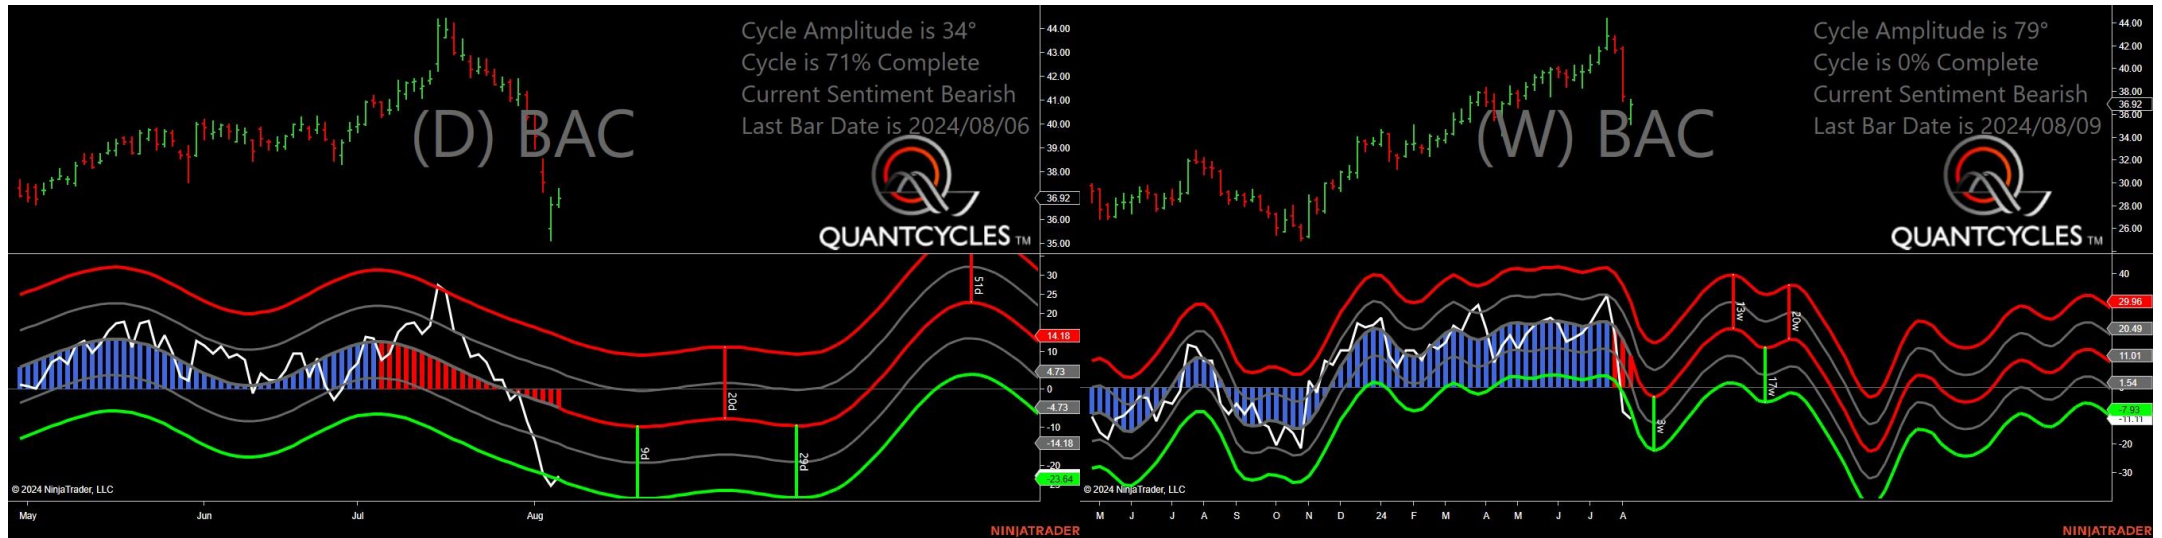 Cycle Amplitude is 34°
Cycle is 71% Complete
Current Sentiment Bearish
Last Bar Date is 2024/08/06
(D) BAC
QUANTCYCLES TM
44.00
43.00
42.00
41.00
40.00
39.00
38.00
36.92
36.00
35.00
30
25
20
14.18
10
4.73
0
-4.73
-10
-14.18
-20
-23.64
51d
20d
9d
29d
© 2024 NinjaTrader, LLC
May Jun Jul Aug
NINJATRADER
Cycle Amplitude is 79°
Cycle is 0% Complete
Current Sentiment Bearish
Last Bar Date is 2024/08/09
(W) BAC
QUANTCYCLES TM
44.00
42.00
40.00
38.00
36.92
36.00
34.00
32.00
30.00
28.00
26.00
40
29.96
20.49
11.01
1.54
-7.93
-11.11
-20
-30
13w
20w
17w
© 2024 NinjaTrader, LLC
M J J A S O N D 24 F M A M J J A
NINJATRADER